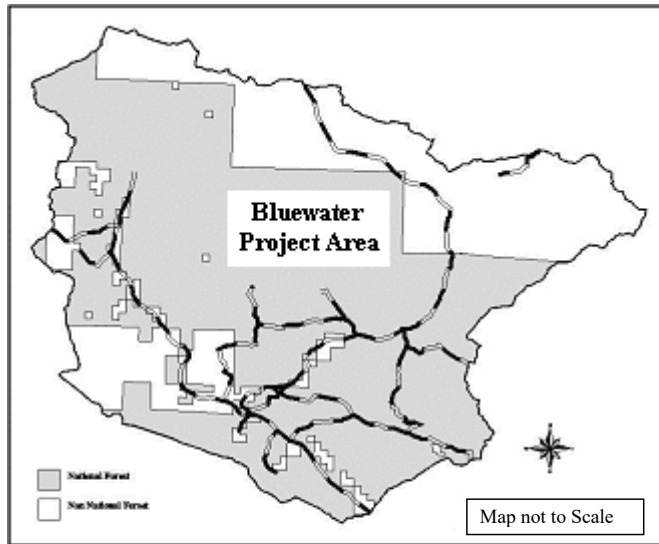 Bluewater
Project Area
National Forest
Non National Forest
Map not to Scale